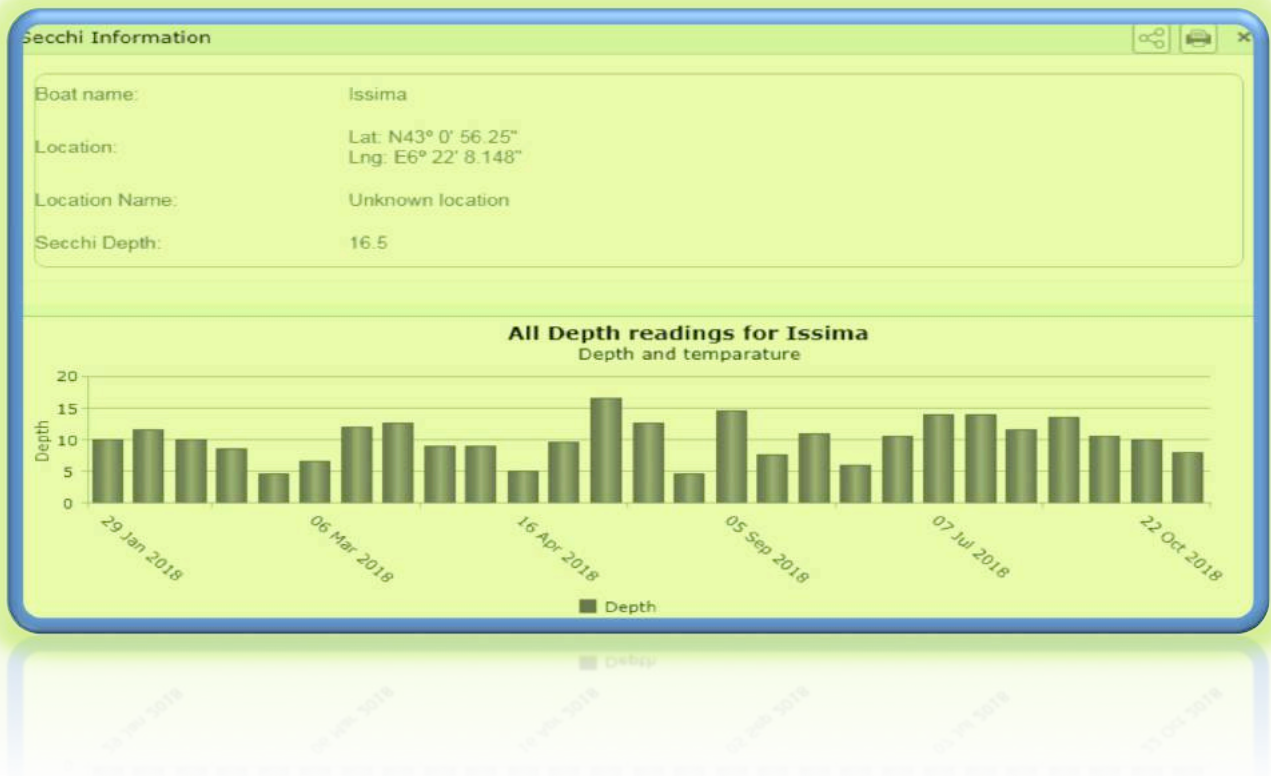 Secchi Information
Boat name: Issima
Location: Lat: N43º 0' 56.25"
Lng: E6º 22' 8.148"
Location Name: Unknown location
Secchi Depth: 16.5
All Depth readings for Issima
Depth and temparature
20
15
10
5
0
Depth
29 Jan 2018
06 Mar 2018
16 Apr 2018
05 Sep 2018
07 Jul 2018
22 Oct 2018
Depth